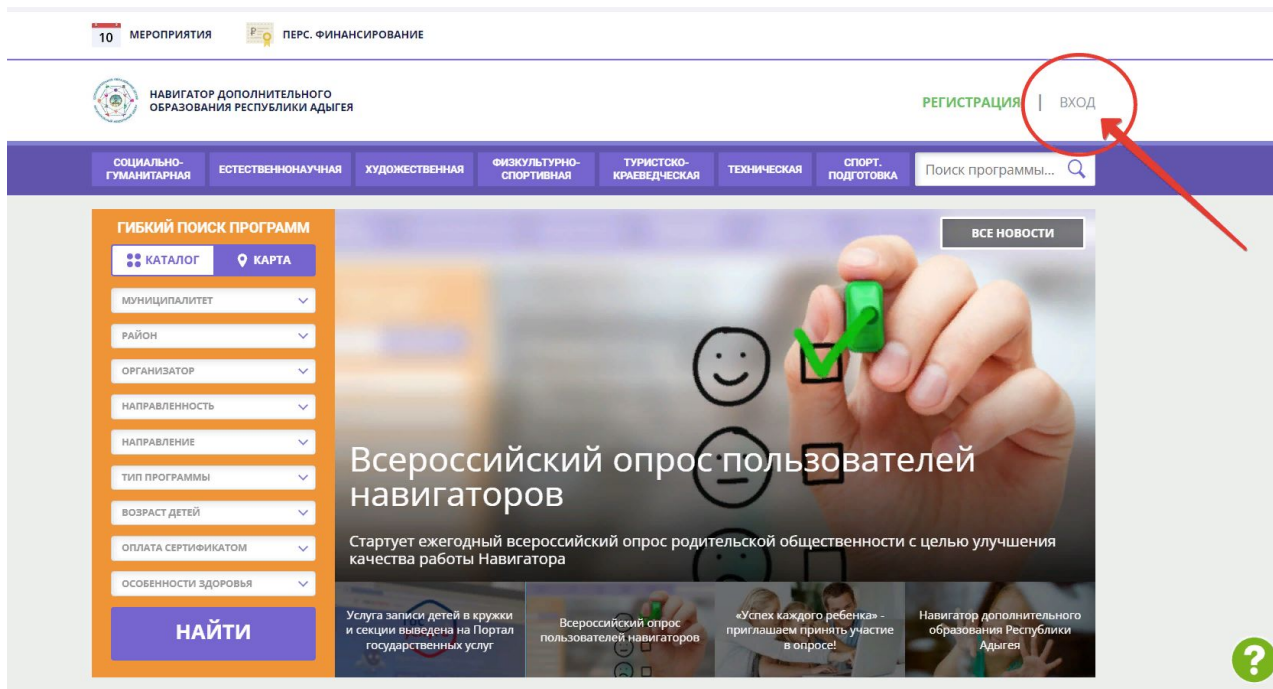 10 МЕРОПРИЯТИЯ
ПЕРС. ФИНАНСИРОВАНИЕ
НАВИГАТОР ДОПОЛНИТЕЛЬНОГО
ОБРАЗОВАНИЯ РЕСПУБЛИКИ АДЫГЕЯ
РЕГИСТРАЦИЯ | ВХОД
СОЦИАЛЬНО-
ГУМАНИТАРНАЯ
ЕСТЕСТВЕННОНАУЧНАЯ
ХУДОЖЕСТВЕННАЯ
ФИЗКУЛЬТУРНО-
СПОРТИВНАЯ
ТУРИСТСКО-
КРАЕВЕДЧЕСКАЯ
ТЕХНИЧЕСКАЯ
СПОРТ.
ПОДГОТОВКА
Поиск программы...
ГИБКИЙ ПОИСК ПРОГРАММ
КАТАЛОГ
КАРТА
МУНИЦИПАЛИТЕТ
РАЙОН
ОРГАНИЗАТОР
НАПРАВЛЕННОСТЬ
НАПРАВЛЕНИЕ
ТИП ПРОГРАММЫ
ВОЗРАСТ ДЕТЕЙ
ОПЛАТА СЕРТИФИКАТОМ
ОСОБЕННОСТИ ЗДОРОВЬЯ
НАЙТИ
ВСЕ НОВОСТИ
Всероссийский опрос пользователей
навигаторов
Стартует ежегодный всероссийский опрос родительской общественности с целью улучшения
качества работы Навигатора
Услуга записи детей в кружки
и секции выведена на Портал
государственных услуг
Всероссийский опрос
пользователей навигаторов
«Успех каждого ребенка» -
приглашаем принять участие
в опросе!
Навигатор дополнительного
образования Республики
Адыгея
?